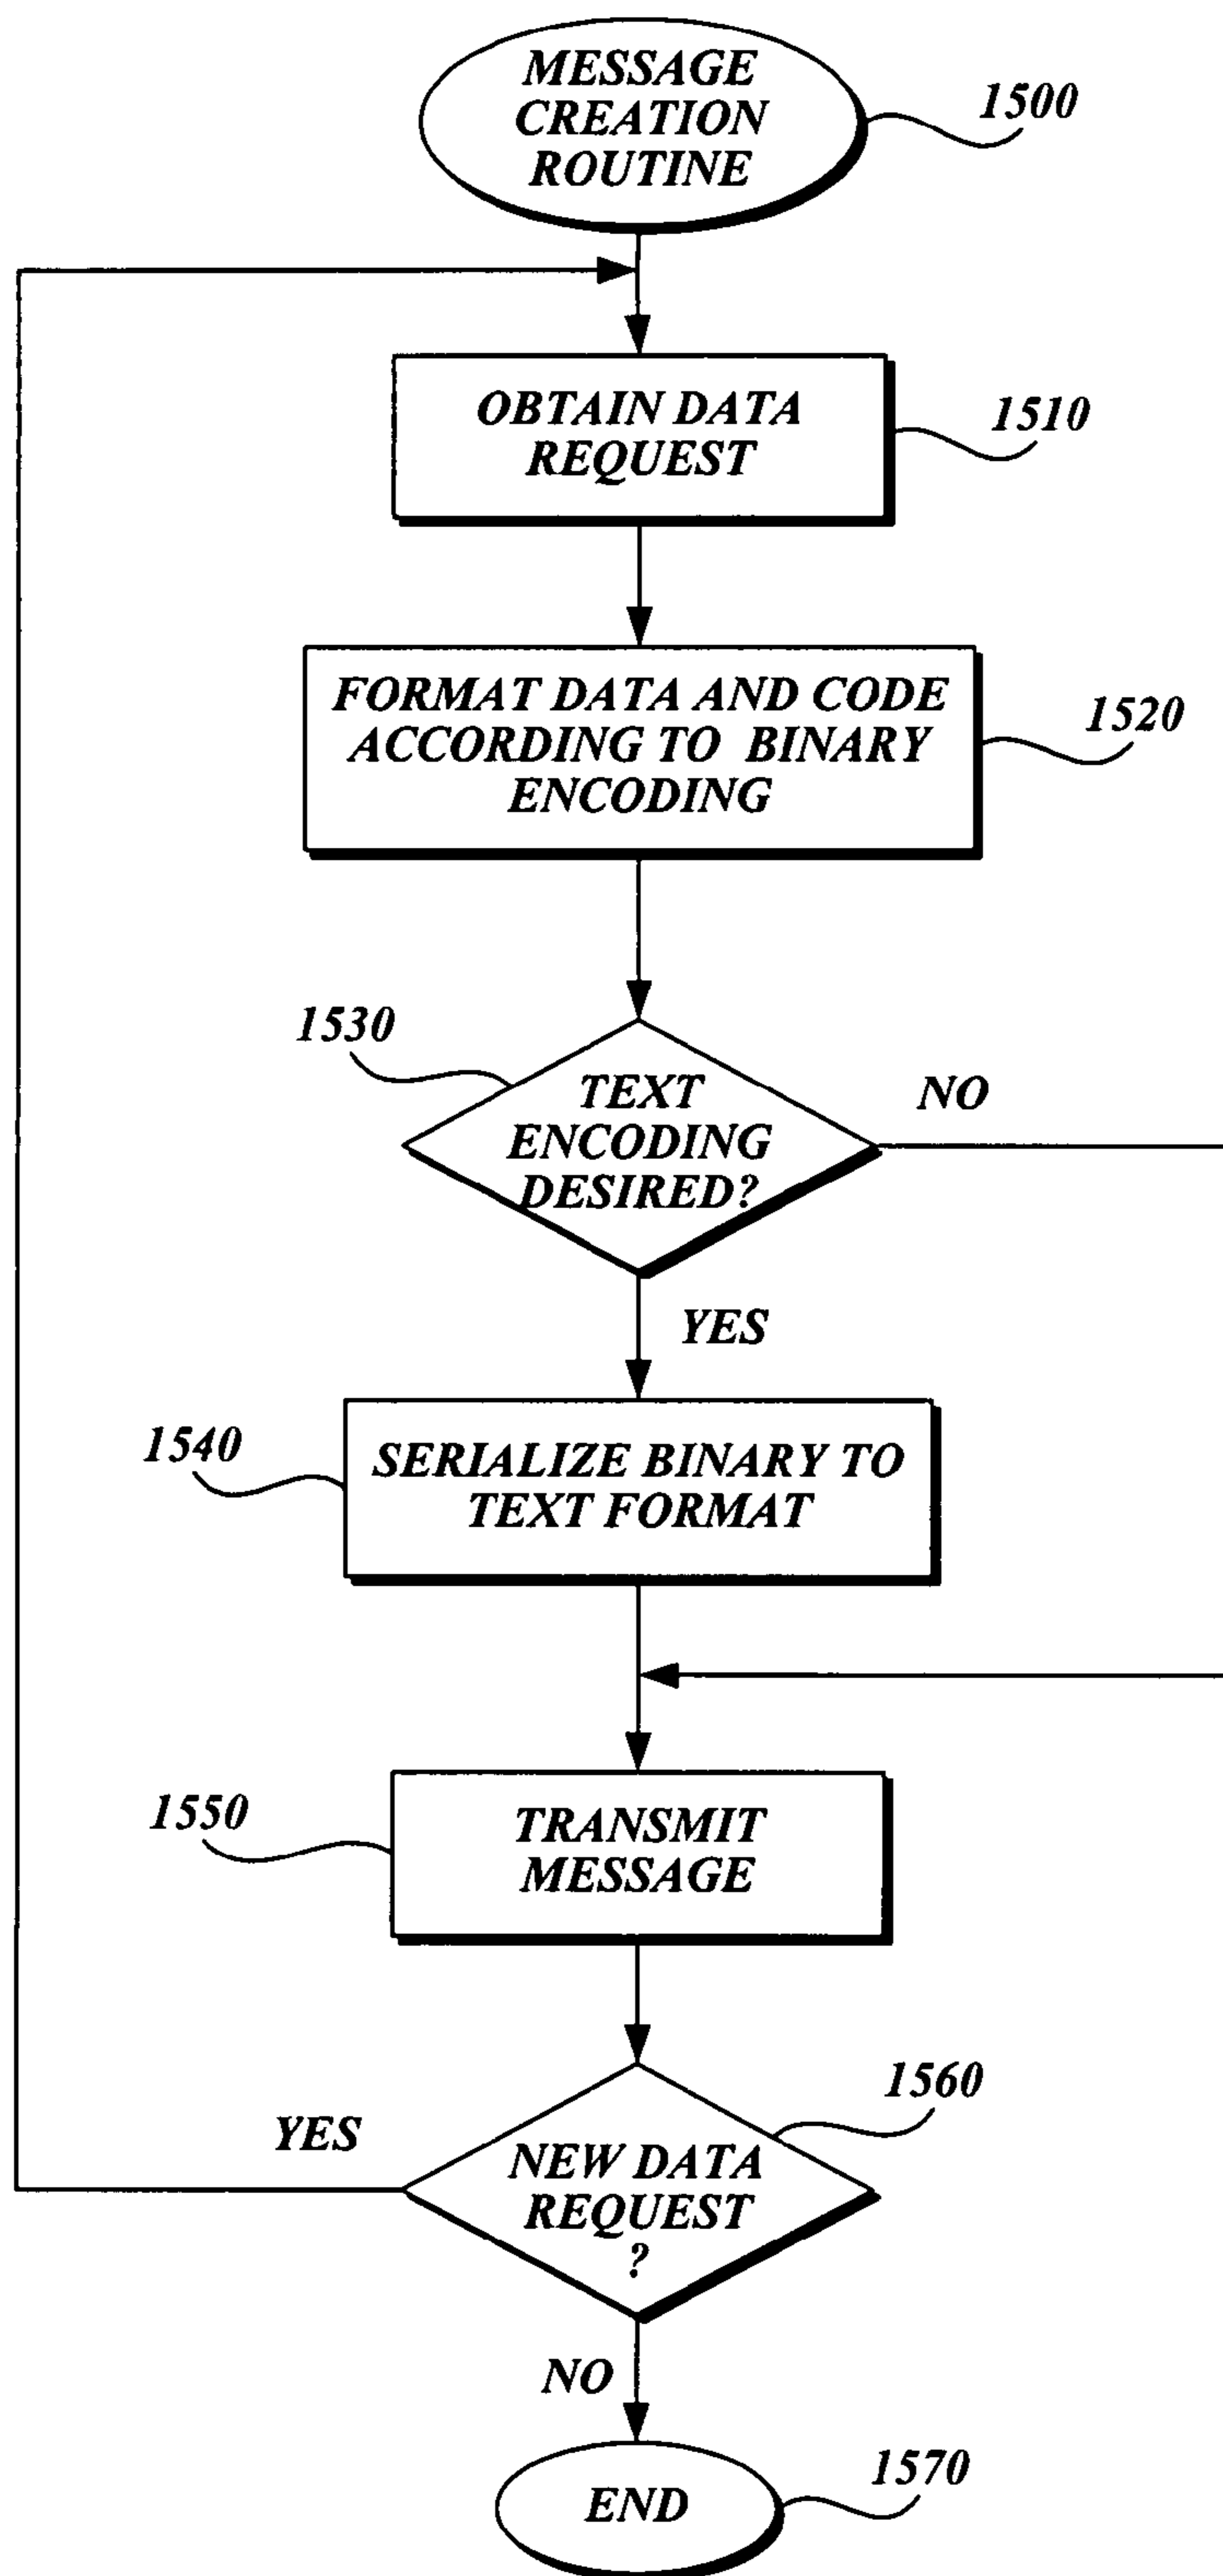 MESSAGE
CREATION
ROUTINE
1500
OBTAIN DATA
REQUEST
1510
FORMAT DATA AND CODE
ACCORDING TO BINARY
ENCODING
1520
1530
TEXT
ENCODING
DESIRED?
NO
YES
1540
SERIALIZE BINARY TO
TEXT FORMAT
1550
TRANSMIT
MESSAGE
1560
YES
NEW DATA
REQUEST
?
NO
END
1570